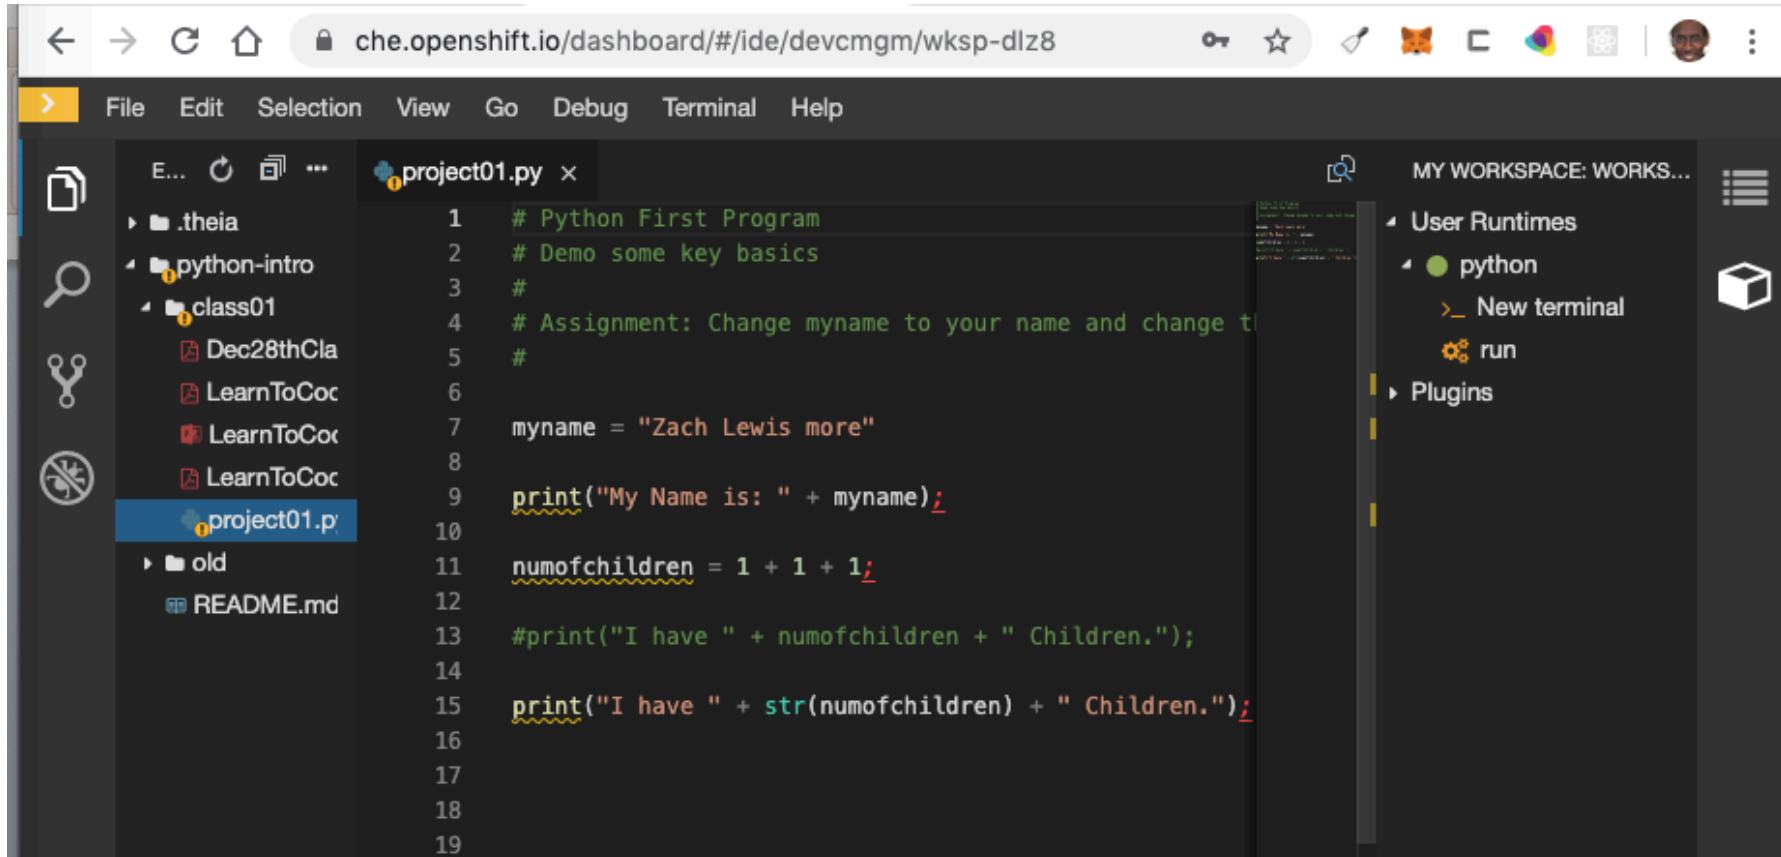 che.openshift.io/dashboard/#/ide/devcmgm/wksp-dlz8
File Edit Selection View Go Debug Terminal Help
E...
.theia
python-intro
class01
Dec28thCla
LearnToCoc
LearnToCoc
LearnToCoc
project01.p
old
README.md
project01.py ×
1 # Python First Program
2 # Demo some key basics
3 #
4 # Assignment: Change myname to your name and change t
5 #
6
7 myname = "Zach Lewis more"
8
9 print("My Name is: " + myname);
10
11 numofchildren = 1 + 1 + 1;
12
13 #print("I have " + numofchildren + " Children.");
14
15 print("I have " + str(numofchildren) + " Children.");
16
17
18
19
MY WORKSPACE: WORKS...
User Runtimes
python
>_ New terminal
run
Plugins